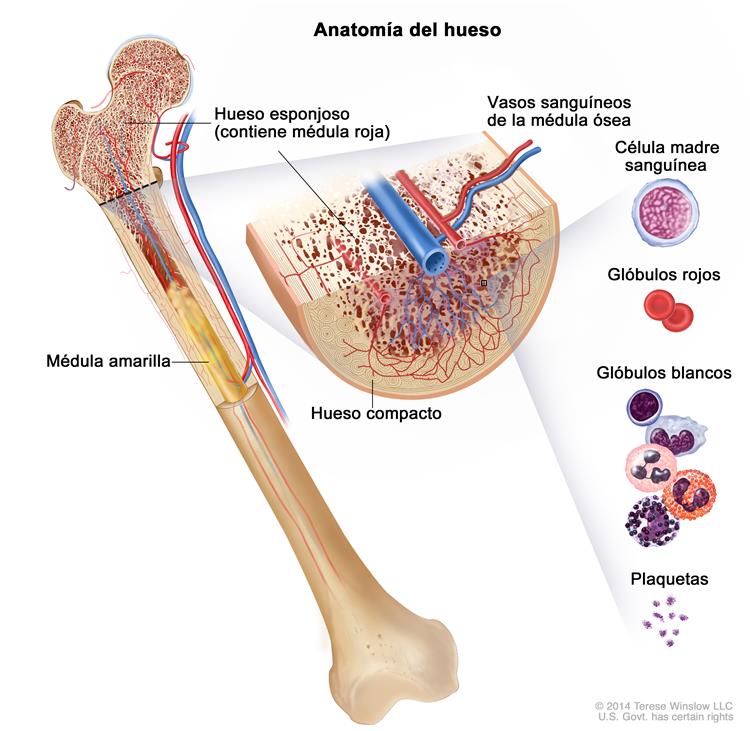 Anatomía del hueso
Hueso esponjoso
(contiene médula roja)
Vasos sanguíneos
de la médula ósea
Célula madre
sanguínea
Glóbulos rojos
Médula amarilla
Glóbulos blancos
Hueso compacto
Plaquetas
© 2014 Terese Winslow LLC
U.S. Govt. has certain rights